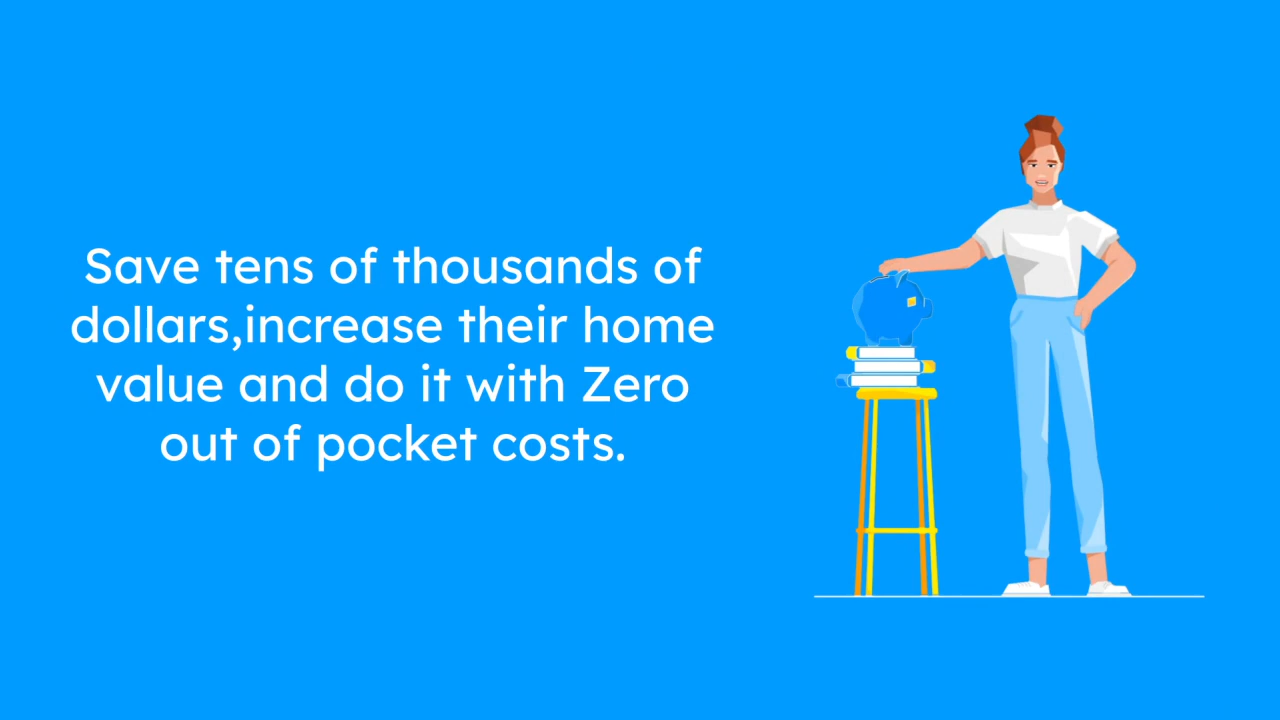 Save tens of thousands of
dollars,increase their home
value and do it with Zero
out of pocket costs.